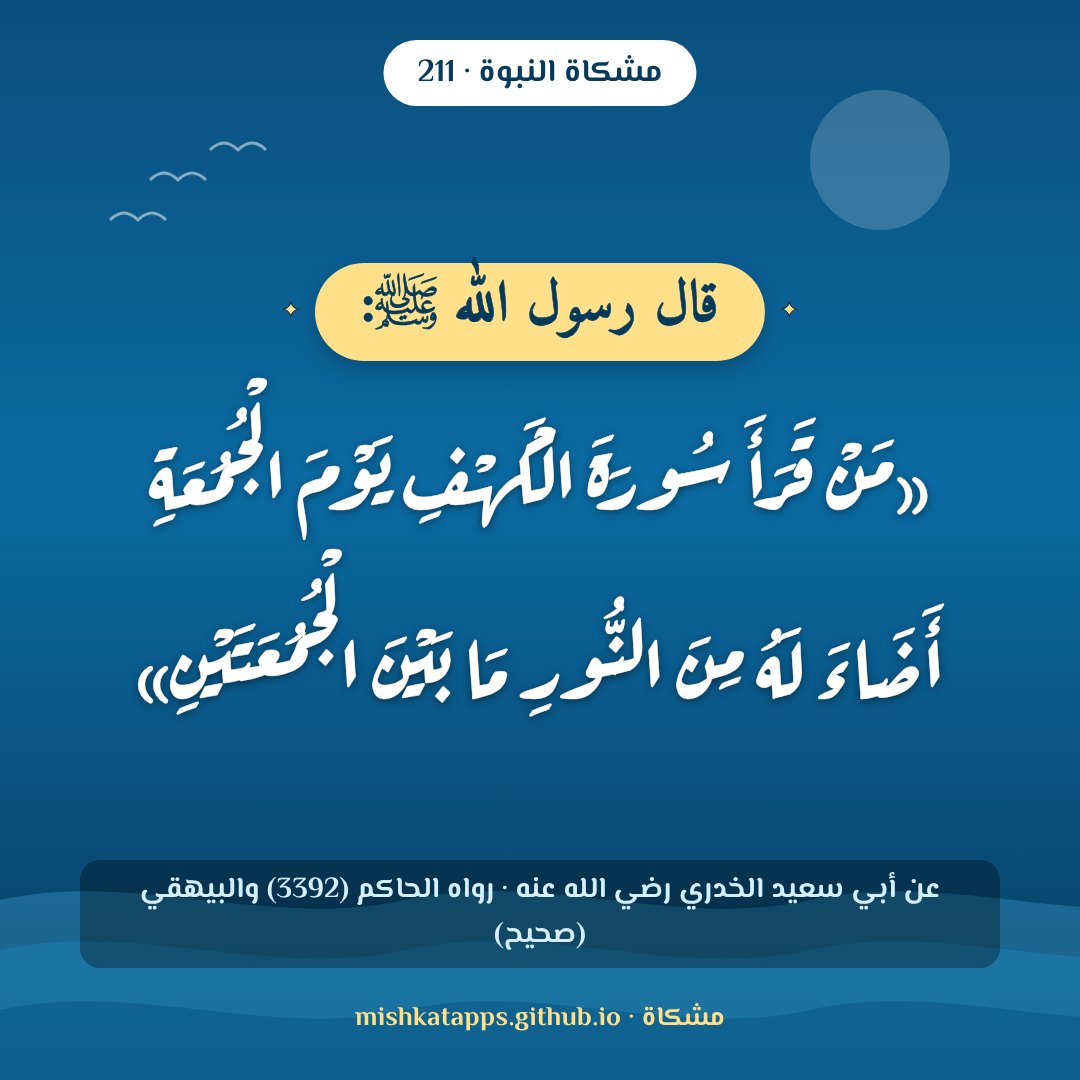 مشكاة النبوة · 211
قال رسول الله ﷺ:
«مَنْ قَرَأَ سُورَةَ الْكَهْفِ يَوْمَ الْجُمُعَةِ
أَضَاءَ لَهُ مِنَ النُّورِ مَا بَيْنَ الْجُمُعَتَيْنِ»
عن أبي سعيد الخدري رضي الله عنه · رواه الحاكم (3392) والبيهقي
(صحيح)
مشكاة · mishkatapps.github.io